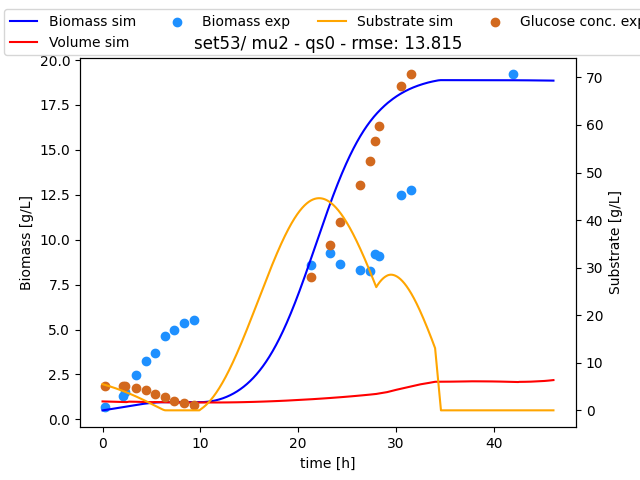 Biomass sim Biomass exp Substrate sim Glucose conc. exp
Volume sim
set53/ mu2 - qs0 - rmse: 13.815
20.0
17.5
15.0
12.5
10.0
7.5
5.0
2.5
0.0
Biomass [g/L]
70
60
50
40
30
20
10
0
Substrate [g/L]
0 10 20 30 40
time [h]